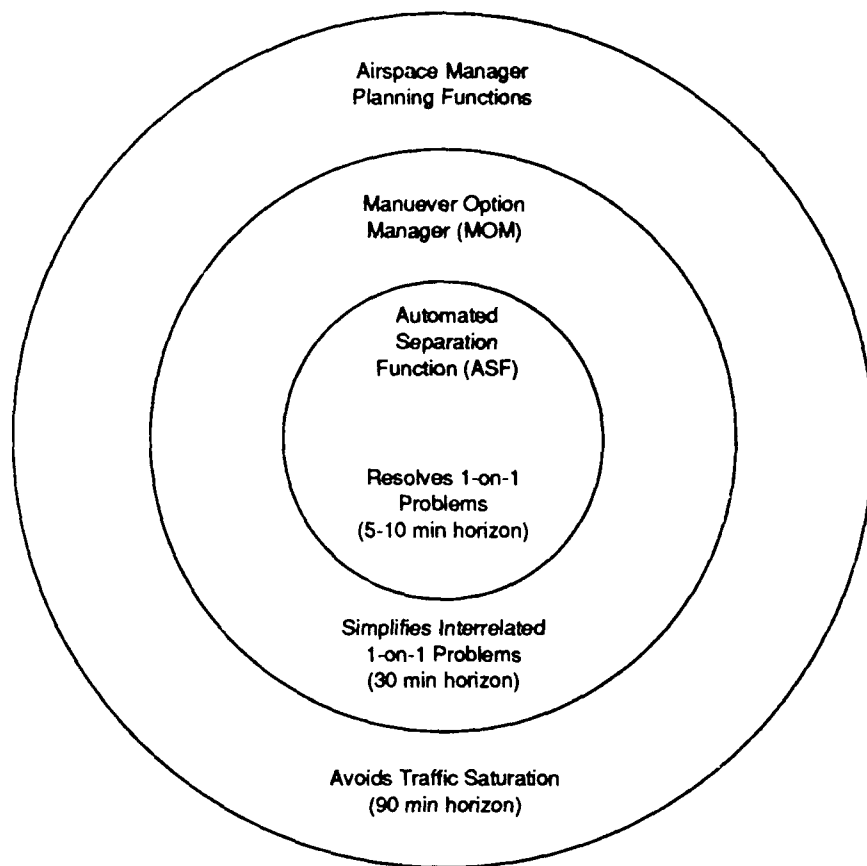 Airspace Manager
Planning Functions
Manuever Option
Manager (MOM)
Automated
Separation
Function (ASF)
Resolves 1-on-1
Problems
(5-10 min horizon)
Simplifies Interrelated
1-on-1 Problems
(30 min horizon)
Avoids Traffic Saturation
(90 min horizon)